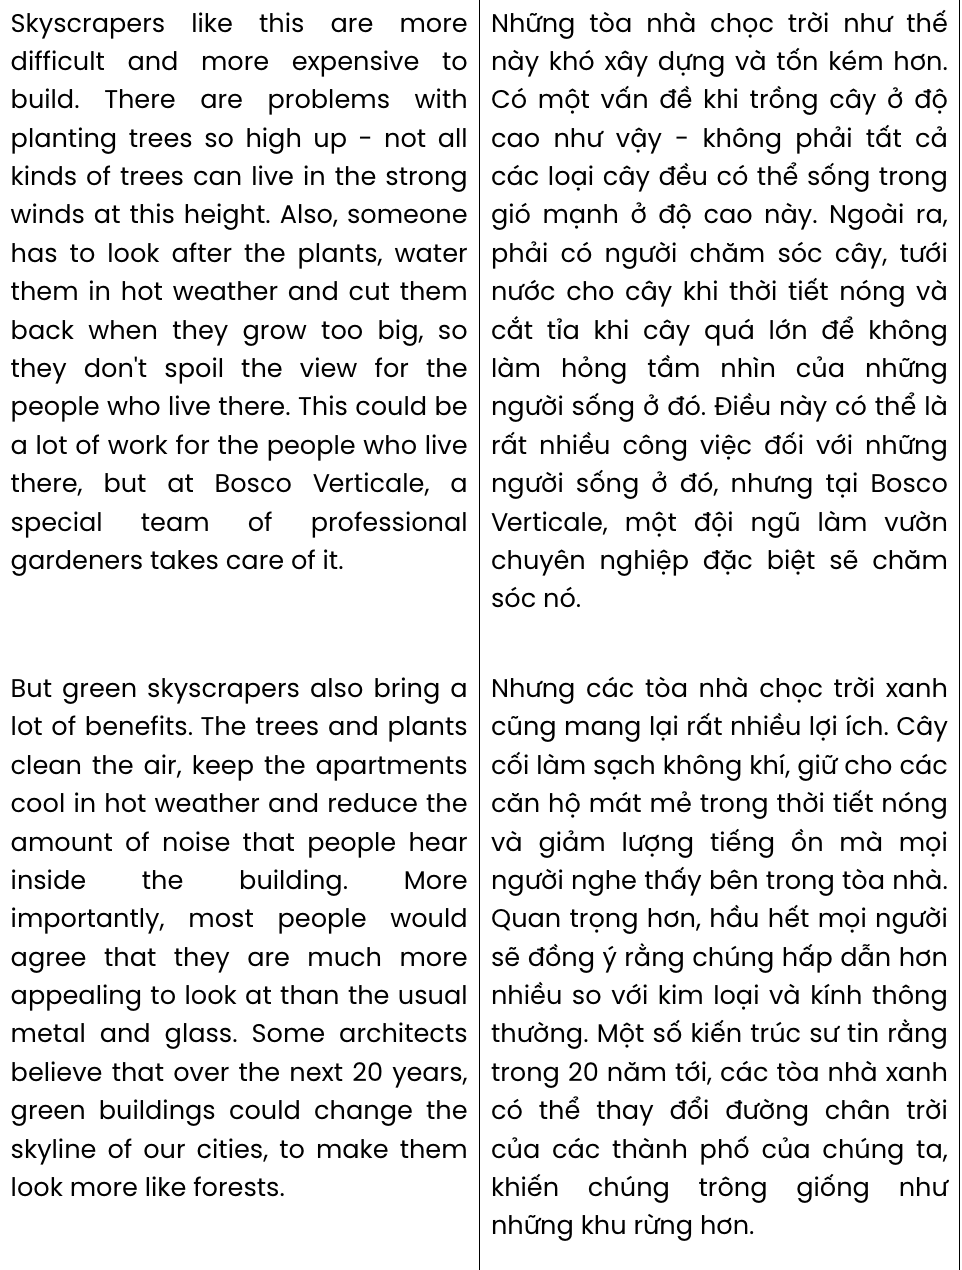 Skyscrapers like this are more
difficult and more expensive to
build. There are problems with
planting trees so high up - not all
kinds of trees can live in the strong
winds at this height. Also, someone
has to look after the plants, water
them in hot weather and cut them
back when they grow too big, so
they don't spoil the view for the
people who live there. This could be
a lot of work for the people who live
there, but at Bosco Verticale, a
special team of professional
gardeners takes care of it.
Những tòa nhà chọc trời như thế
này khó xây dựng và tốn kém hơn.
Có một vấn đề khi trồng cây ở độ
cao như vậy - không phải tất cả
các loại cây đều có thể sống trong
gió mạnh ở độ cao này. Ngoài ra,
phải có người chăm sóc cây, tưới
nước cho cây khi thời tiết nóng và
cắt tỉa khi cây quá lớn để không
làm hỏng tầm nhìn của những
người sống ở đó. Điều này có thể là
rất nhiều công việc đối với những
người sống ở đó, nhưng tại Bosco
Verticale, một đội ngũ làm vườn
chuyên nghiệp đặc biệt sẽ chăm
sóc nó.
But green skyscrapers also bring a
lot of benefits. The trees and plants
clean the air, keep the apartments
cool in hot weather and reduce the
amount of noise that people hear
inside the building. More
importantly, most people would
agree that they are much more
appealing to look at than the usual
metal and glass. Some architects
believe that over the next 20 years,
green buildings could change the
skyline of our cities, to make them
look more like forests.
Nhưng các tòa nhà chọc trời xanh
cũng mang lại rất nhiều lợi ích. Cây
cối làm sạch không khí, giữ cho các
căn hộ mát mẻ trong thời tiết nóng
và giảm lượng tiếng ồn mà mọi
người nghe thấy bên trong tòa nhà.
Quan trọng hơn, hầu hết mọi người
sẽ đồng ý rằng chúng hấp dẫn hơn
nhiều so với kim loại và kính thông
thường. Một số kiến trúc sư tin rằng
trong 20 năm tới, các tòa nhà xanh
có thể thay đổi đường chân trời
của các thành phố của chúng ta,
khiến chúng trông giống như
những khu rừng hơn.